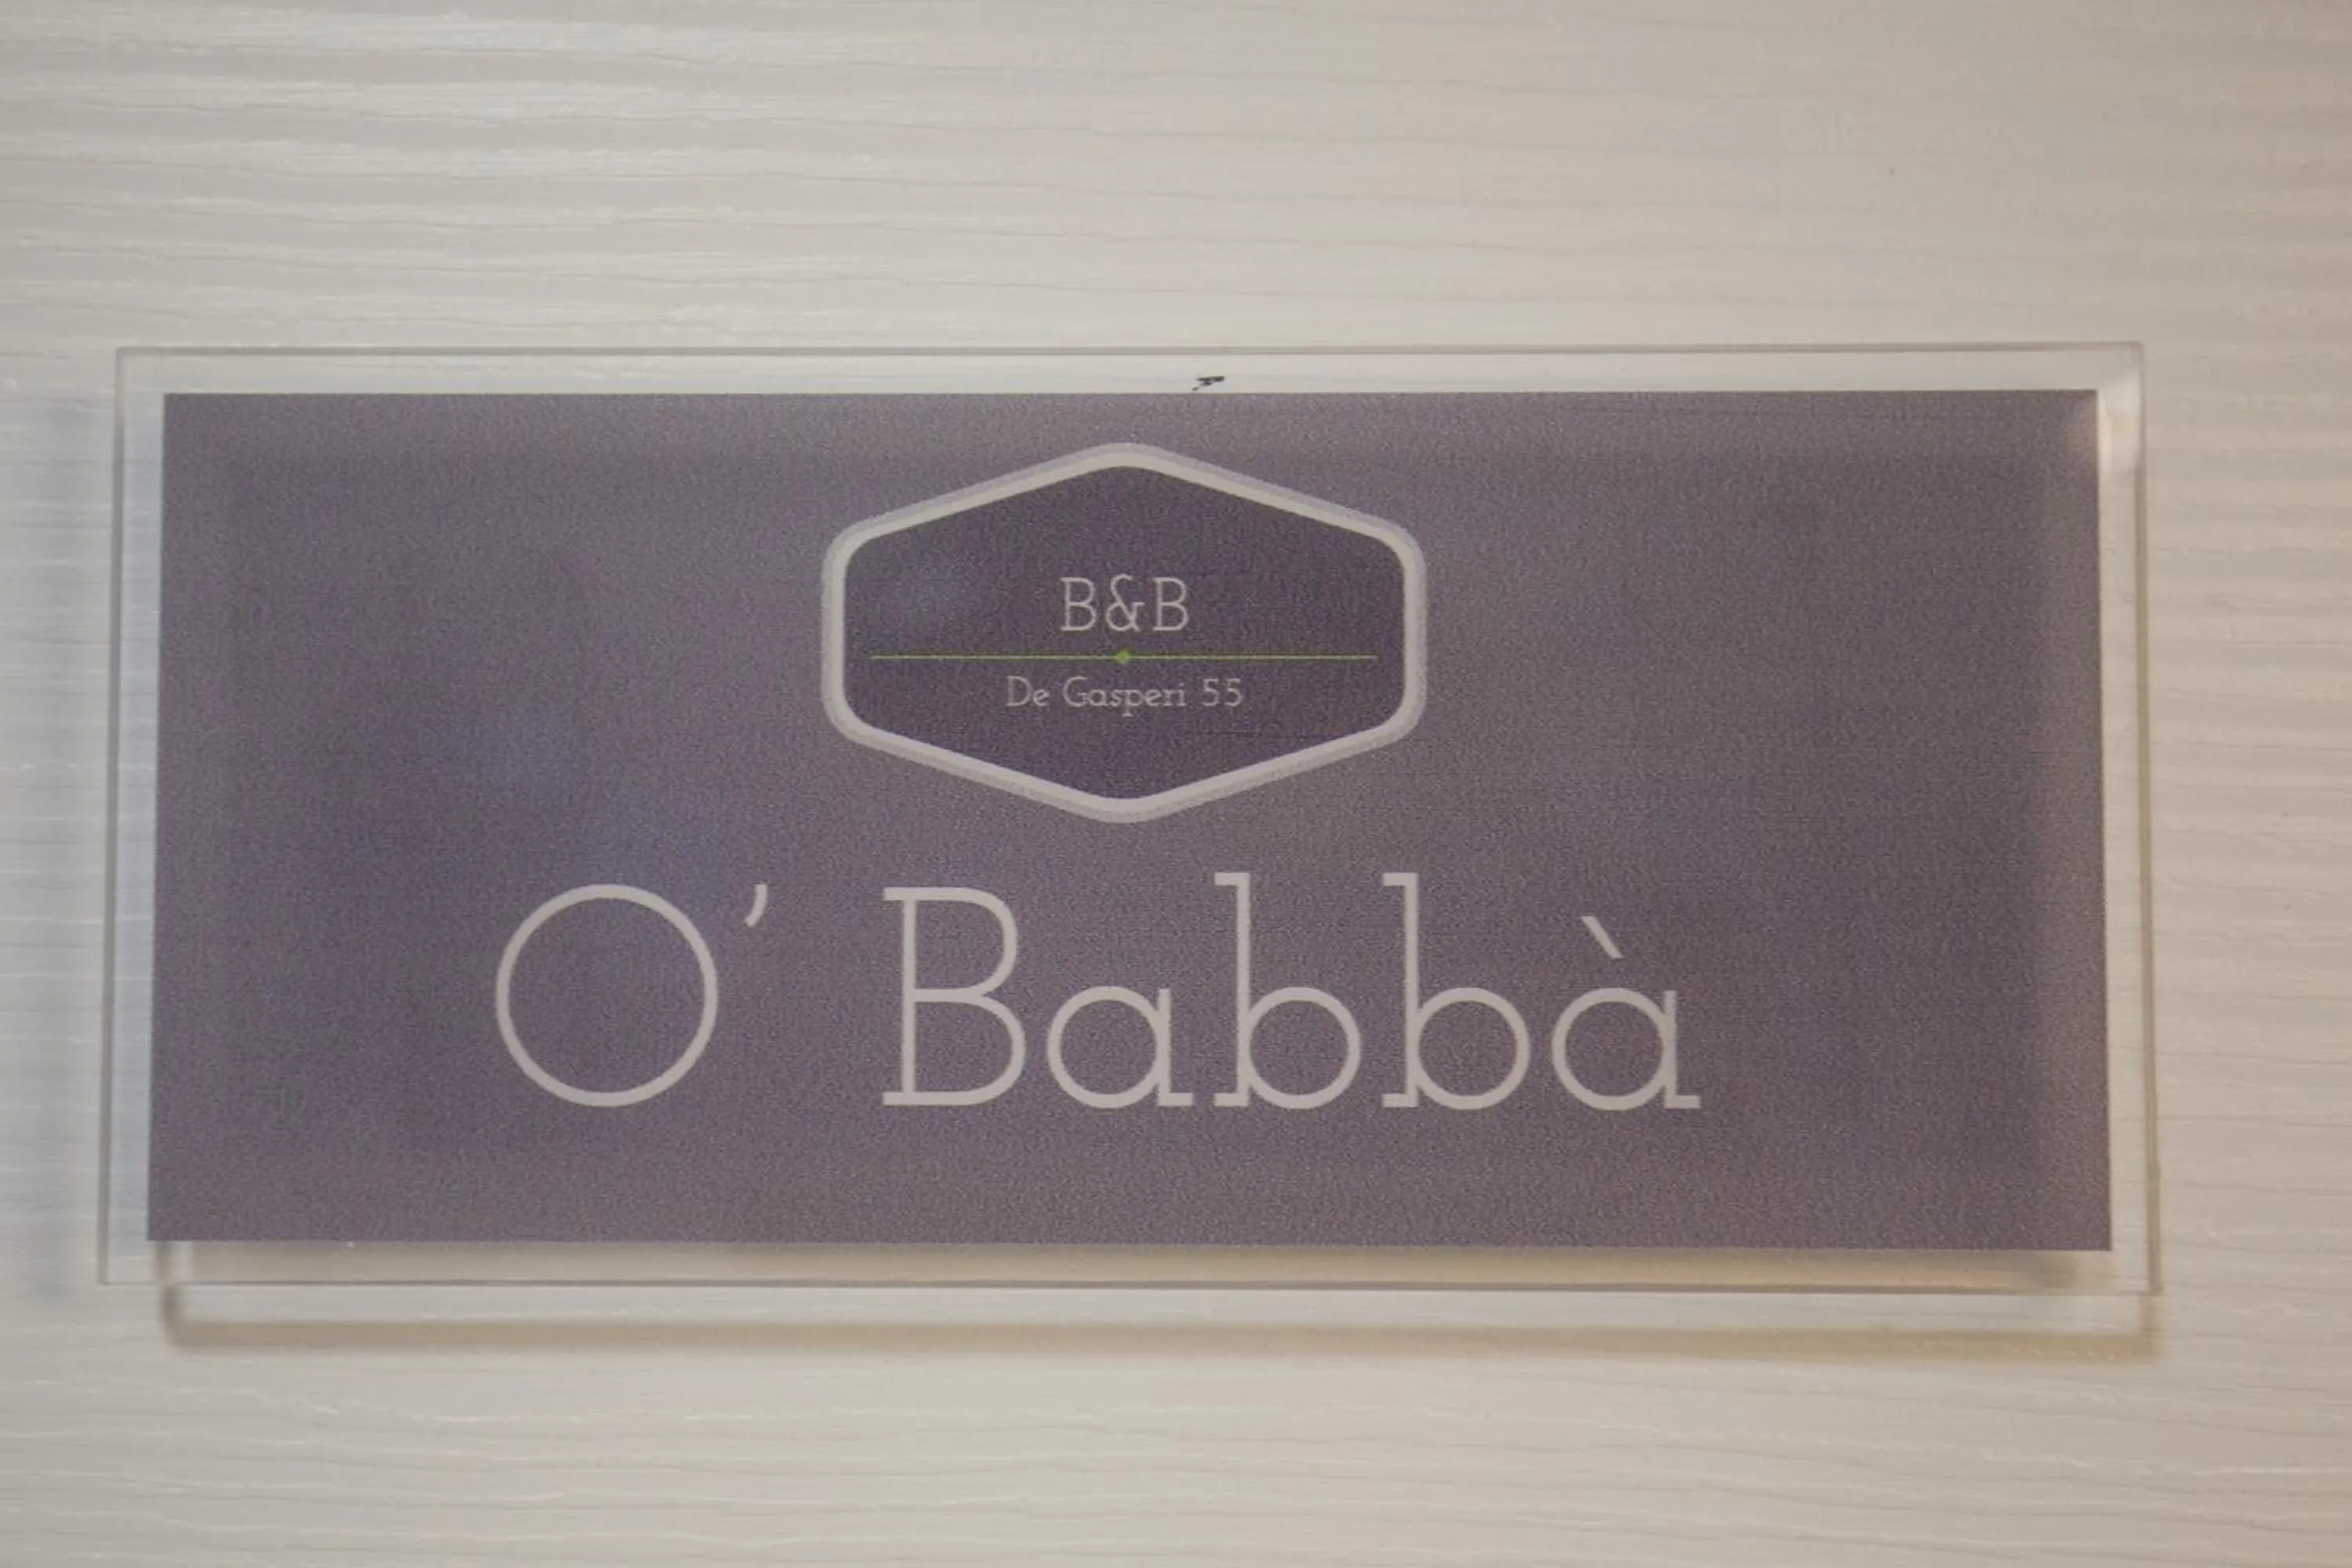 B&B
De Gasperi 55
O’ Babbà